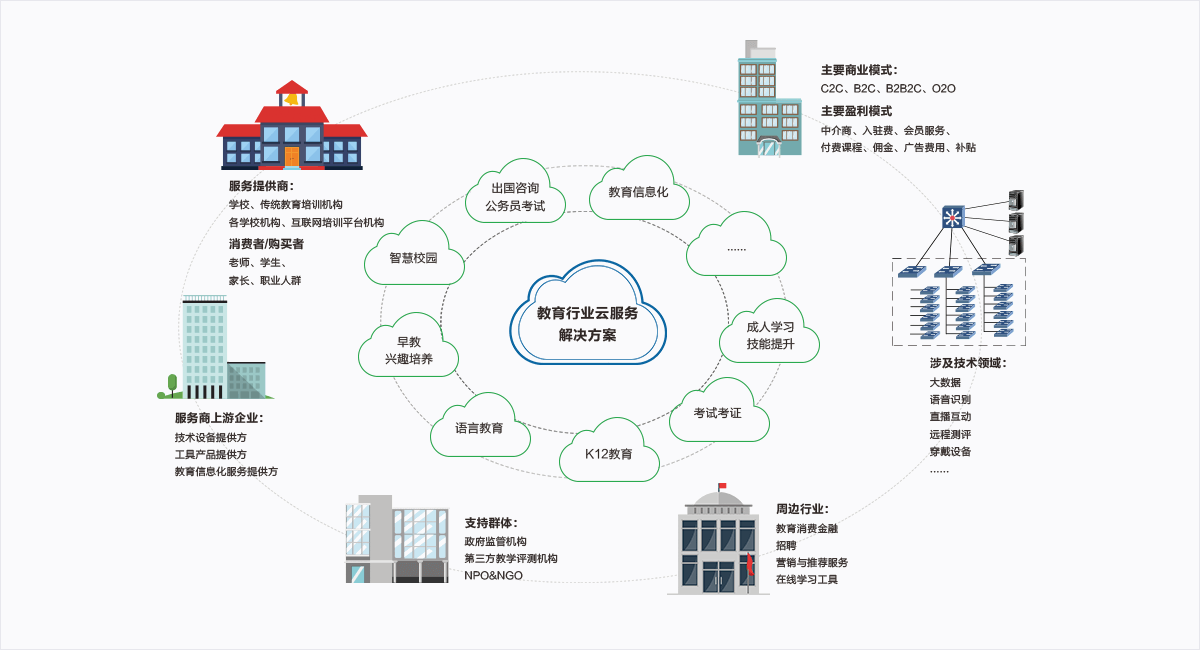 主要商业模式：
C2C、B2C、B2B2C、O2O
主要盈利模式
中介商、入驻费、会员服务、
付费课程、佣金、广告费用、补贴
服务提供商：
学校、传统教育培训机构
各学校机构、互联网培训平台机构
消费者/购买者
老师、学生、
家长、职业人群
出国咨询
公务员考试
教育信息化
智慧校园
......
教育行业云服务
解决方案
早教
兴趣培养
成人学习
技能提升
语言教育
考试考证
K12教育
涉及技术领域：
大数据
语音识别
直播互动
远程测评
穿戴设备
......
服务商上游企业：
技术设备提供方
工具产品提供方
教育信息化服务提供方
支持群体：
政府监管机构
第三方教学评测机构
NPO&NGO
周边行业：
教育消费金融
招聘
营销与推荐服务
在线学习工具